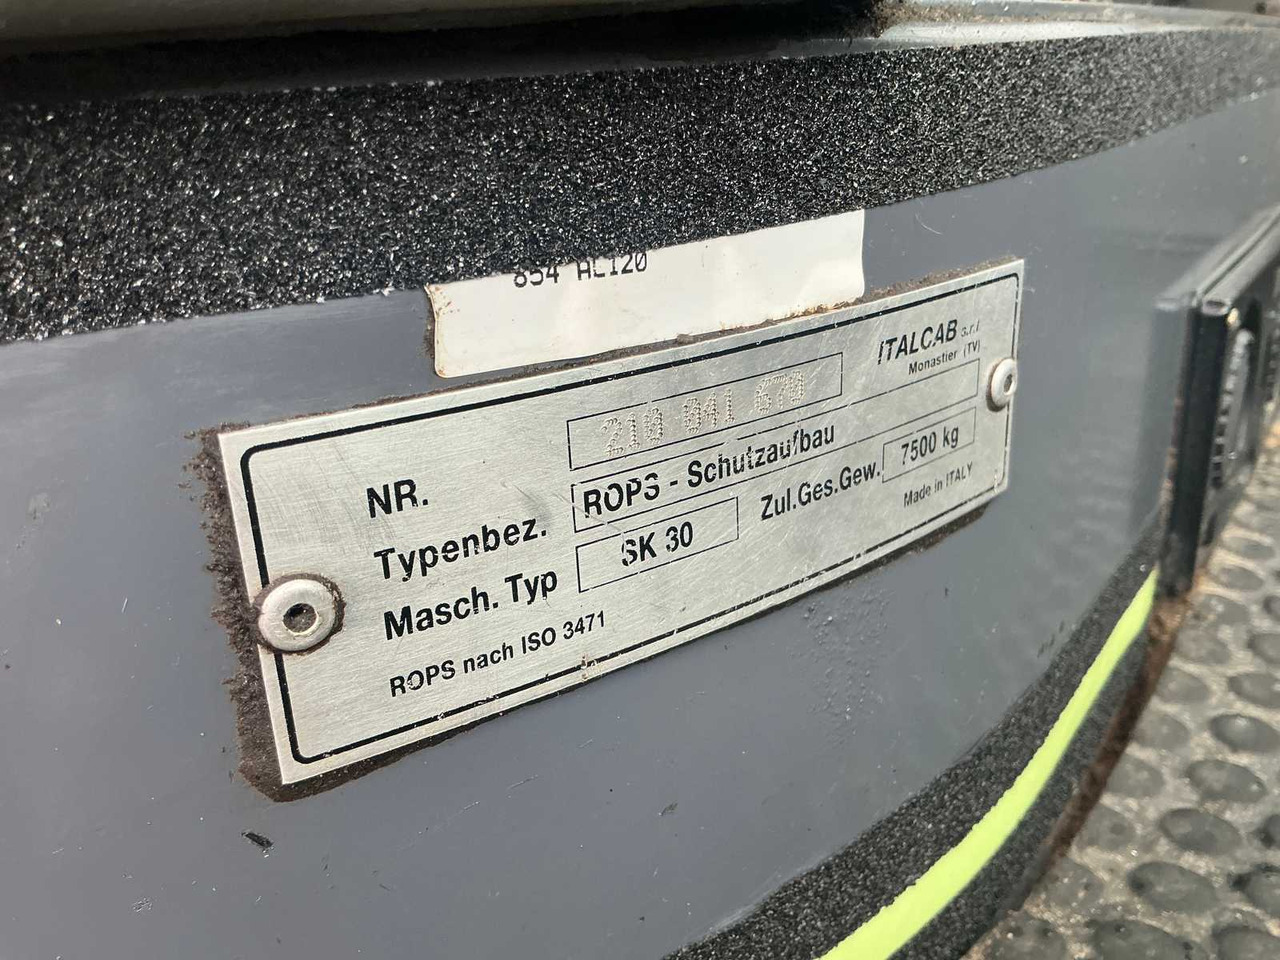 854 HL120
ITALCAB s.r.l
Monastier (TV)
NR. 210 041 670
Typenbez. ROPS - Schutzaufbau
Masch. Typ SK 30 Zul.Ges.Gew. 7500 kg
ROPS nach ISO 3471 Made in ITALY